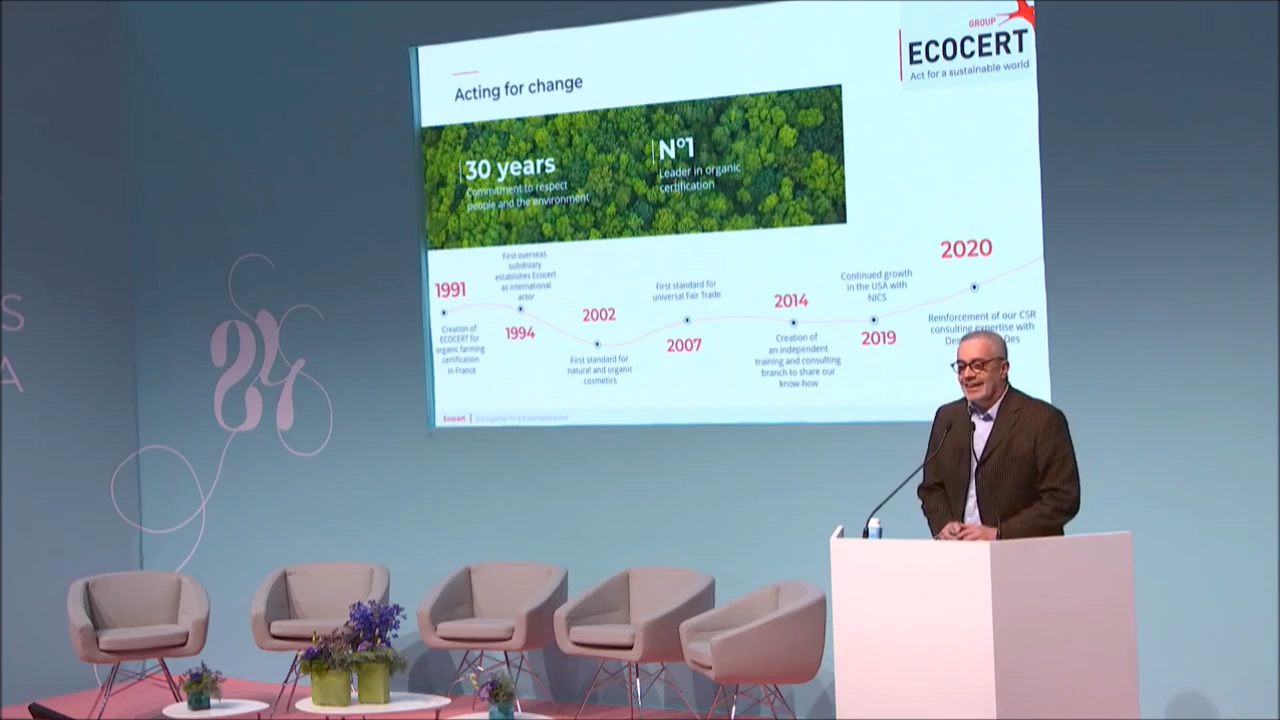 GROUP
ECOCERT
Act for a sustainable world
Acting for change
30 years
Commitment to respect
people and the environment
N°1
Leader in organic
certification
1991
Creation of
ECOCERT for
organic farming
certification
in France
First overseas
subsidiary
establishes Ecocert
as international
actor
1994
2002
First standard for
natural and organic
cosmetics
First standard for
universal Fair Trade
2007
2014
Creation of
an independent
training and consulting
branch to share our
know-how
Continued growth
in the USA with
NICS
2019
2020
Reinforcement of our CSR
consulting expertise with
Des
Ecocert
S
A
24